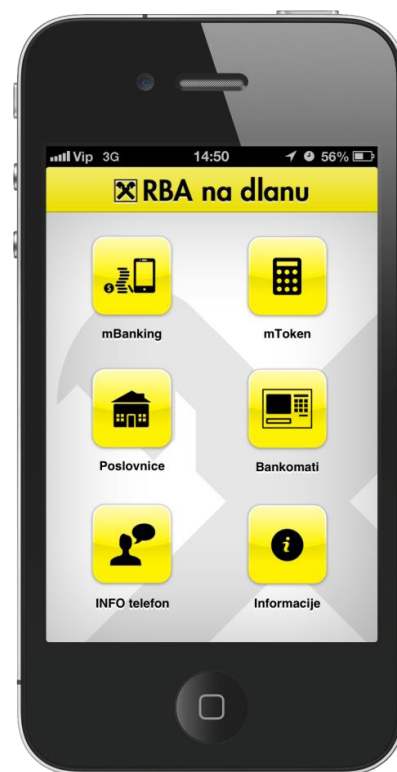 Vip 3G 14:50 56%
RBA na dlanu
mBanking mToken
Poslovnice Bankomati
INFO telefon Informacije